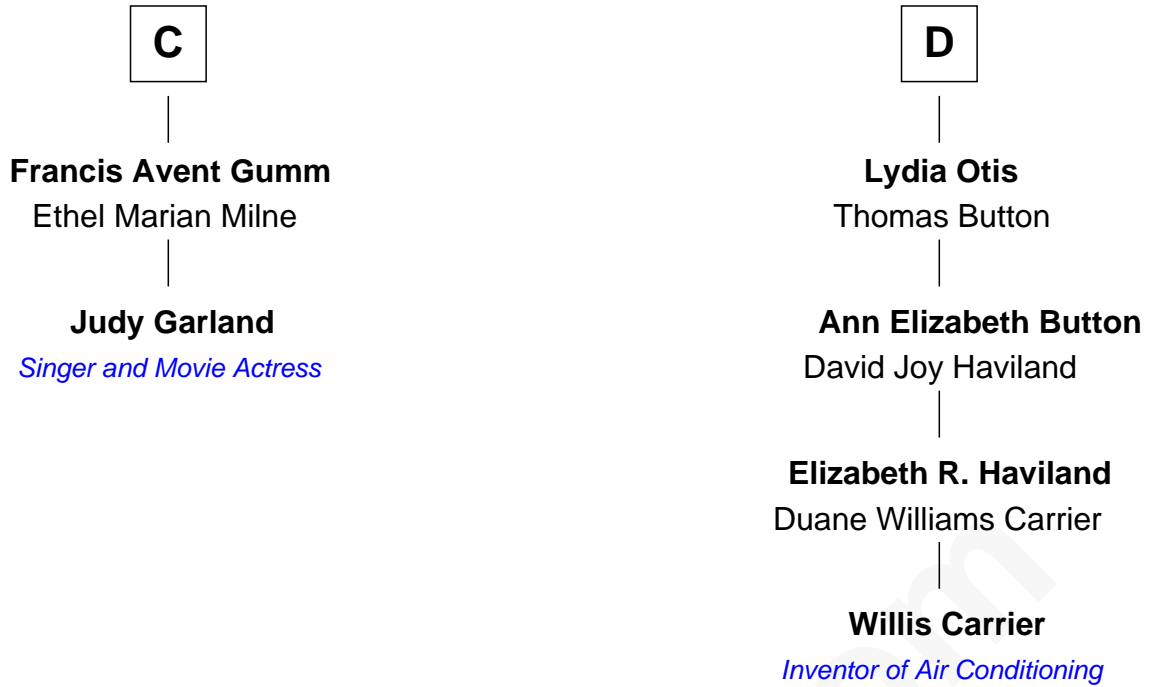 C
Francis Avent Gumm
Ethel Marian Milne
Judy Garland
Singer and Movie Actress
D
Lydia Otis
Thomas Button
Ann Elizabeth Button
David Joy Haviland
Elizabeth R. Haviland
Duane Williams Carrier
Willis Carrier
Inventor of Air Conditioning